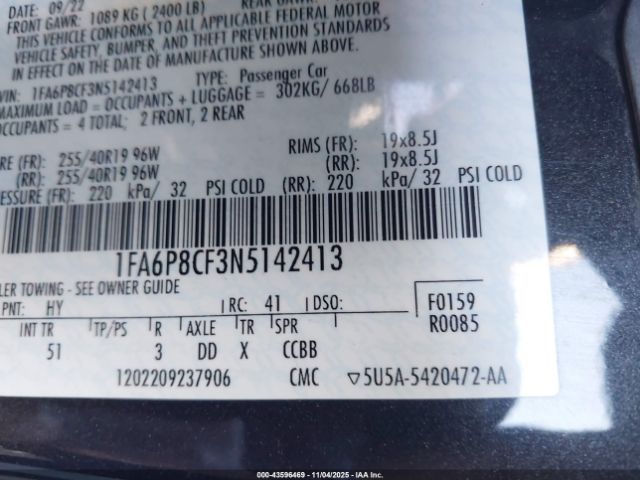 DATE: 09/22
FRONT GAWR: 1089 KG (2400 LB)
THIS VEHICLE CONFORMS TO ALL APPLICABLE FEDERAL MOTOR
VEHICLE SAFETY, BUMPER, AND THEFT PREVENTION STANDARDS
IN EFFECT ON THE DATE OF MANUFACTURE SHOWN ABOVE.
VIN: 1FA6P8CF3N5142413 TYPE: Passenger Car
MAXIMUM LOAD = OCCUPANTS + LUGGAGE = 302KG/ 668LB
OCCUPANTS = 4 TOTAL; 2 FRONT, 2 REAR
RE (FR): 255/40R19 96W RIMS (FR): 19x8.5J
(RR): 255/40R19 96W (RR): 19x8.5J
ESSURE (FR): 220 kPa/ 32 PSI COLD (RR): 220 kPa/ 32 PSI COLD
1FA6P8CF3N5142413
LER TOWING - SEE OWNER GUIDE
PNT: HY RC: 41 DSO: F0159
INT TR TP/PS R AXLE TR SPR R0085
51 3 DD X CCBB
1202209237906 CMC ▽5U5A-5420472-AA
000-43596469 - 11/04/2025 - IAA Inc.